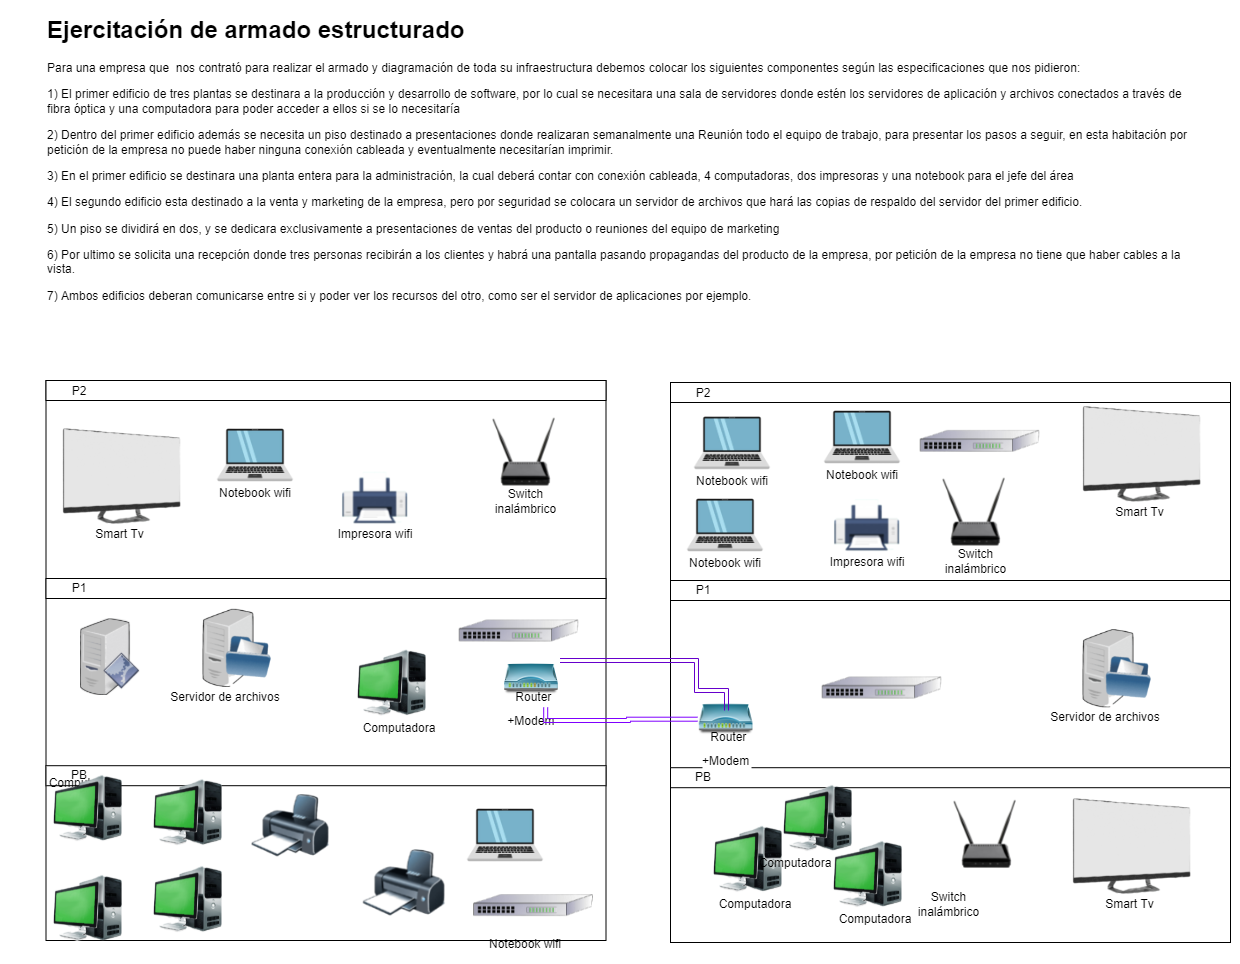 Ejercitación de armado estructurado
Para una empresa que  nos contrató para realizar el armado y diagramación de toda su infraestructura debemos colocar los siguientes componentes según las especificaciones que nos pidieron:
1) El primer edificio de tres plantas se destinara a la producción y desarrollo de software, por lo cual se necesitara una sala de servidores donde estén los servidores de aplicación y archivos conectados a través de
fibra óptica y una computadora para poder acceder a ellos si se lo necesitaría
2) Dentro del primer edificio además se necesita un piso destinado a presentaciones donde realizaran semanalmente una Reunión todo el equipo de trabajo, para presentar los pasos a seguir, en esta habitación por
petición de la empresa no puede haber ninguna conexión cableada y eventualmente necesitarían imprimir.
3) En el primer edificio se destinara una planta entera para la administración, la cual deberá contar con conexión cableada, 4 computadoras, dos impresoras y una notebook para el jefe del área
4) El segundo edificio esta destinado a la venta y marketing de la empresa, pero por seguridad se colocara un servidor de archivos que hará las copias de respaldo del servidor del primer edificio.
5) Un piso se dividirá en dos, y se dedicara exclusivamente a presentaciones de ventas del producto o reuniones del equipo de marketing
6) Por ultimo se solicita una recepción donde tres personas recibirán a los clientes y habrá una pantalla pasando propagandas del producto de la empresa, por petición de la empresa no tiene que haber cables a la
vista.
7) Ambos edificios deberan comunicarse entre si y poder ver los recursos del otro, como ser el servidor de aplicaciones por ejemplo.
P2
Smart Tv
Notebook wifi
Impresora wifi
Switch
inalámbrico
P1
Servidor de archivos
Computadora
Router
+Modem
PB
Notebook wifi
P2
Notebook wifi
Notebook wifi
Notebook wifi
Impresora wifi
Switch
inalámbrico
Smart Tv
P1
Router
+Modem
Servidor de archivos
PB
Computadora
Computadora
Computadora
Switch
inalámbrico
Smart Tv